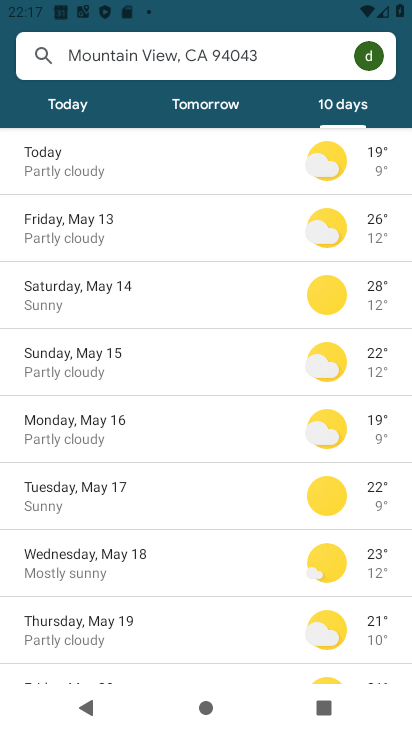 22:17
Mountain View, CA 94043
d
Today
Tomorrow
10 days
Today
Partly cloudy
19°
9°
Friday, May 13
Partly cloudy
26°
12°
Saturday, May 14
Sunny
28°
12°
Sunday, May 15
Partly cloudy
22°
12°
Monday, May 16
Partly cloudy
19°
9°
Tuesday, May 17
Sunny
22°
9°
Wednesday, May 18
Mostly sunny
23°
12°
Thursday, May 19
Partly cloudy
21°
10°